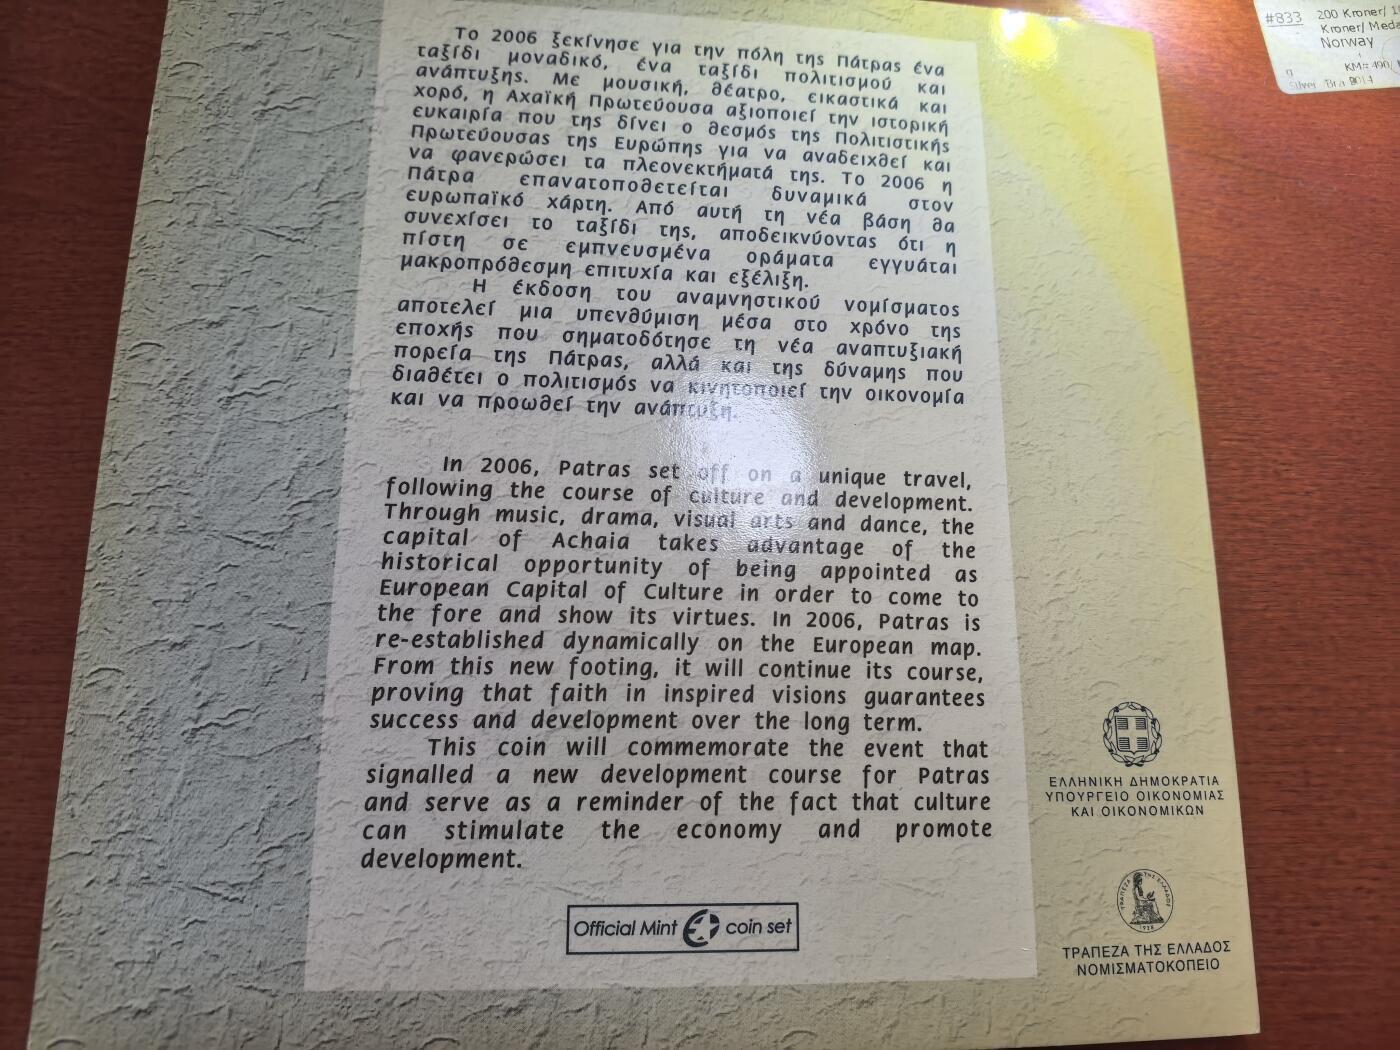 Το 2006 ξεκίνησε για την πόλη της Πάτρας ένα
ταξίδι μοναδικό, ένα ταξίδι πολιτισμού και
ανάπτυξης. Με μουσική, θέατρο, εικαστικά και
χορό, η Αχαϊκή Πρωτεύουσα αξιοποιεί την ιστορική
ευκαιρία που της δίνει ο θεσμός της Πολιτιστικής
Πρωτεύουσας της Ευρώπης για να αναδειχθεί και
να φανερώσει τα πλεονεκτήματά της. Το 2006 η
Πάτρα επανατοποθετείται δυναμικά στον
ευρωπαϊκό χάρτη. Από αυτή τη νέα βάση θα
συνεχίσει το ταξίδι της, αποδεικνύοντας ότι η
πίστη σε εμπνευσμένα οράματα εγγυάται
μακροπρόθεσμη επιτυχία και εξέλιξη.
Η έκδοση του αναμνηστικού νομίσματος
αποτελεί μια υπενθύμιση μέσα στο χρόνο της
εποχής που σηματοδότησε τη νέα αναπτυξιακή
πορεία της Πάτρας, αλλά και της δύναμης που
διαθέτει ο πολιτισμός να κινητοποιεί την οικονομία
και να προωθεί την ανάπτυξη.
In 2006, Patras set off on a unique travel,
following the course of culture and development.
Through music, drama, visual arts and dance, the
capital of Achaia takes advantage of the
historical opportunity of being appointed as
European Capital of Culture in order to come to
the fore and show its virtues. In 2006, Patras is
re-established dynamically on the European map.
From this new footing, it will continue its course,
proving that faith in inspired visions guarantees
success and development over the long term.
This coin will commemorate the event that
signalled a new development course for Patras
and serve as a reminder of the fact that culture
can stimulate the economy and promote
development.
Official Mint coin set
ΕΛΛΗΝΙΚΗ ΔΗΜΟΚΡΑΤΙΑ
ΥΠΟΥΡΓΕΙΟ ΟΙΚΟΝΟΜΙΑΣ
ΚΑΙ ΟΙΚΟΝΟΜΙΚΩΝ
ΤΡΑΠΕΖΑ ΤΗΣ ΕΛΛΑΔΟΣ
1928
ΤΡΑΠΕΖΑ ΤΗΣ ΕΛΛΑΔΟΣ
ΝΟΜΙΣΜΑΤΟΚΟΠΕΙΟ
#833 200 Kroner/
Kroner/
Norway
KM# 490/
Silver